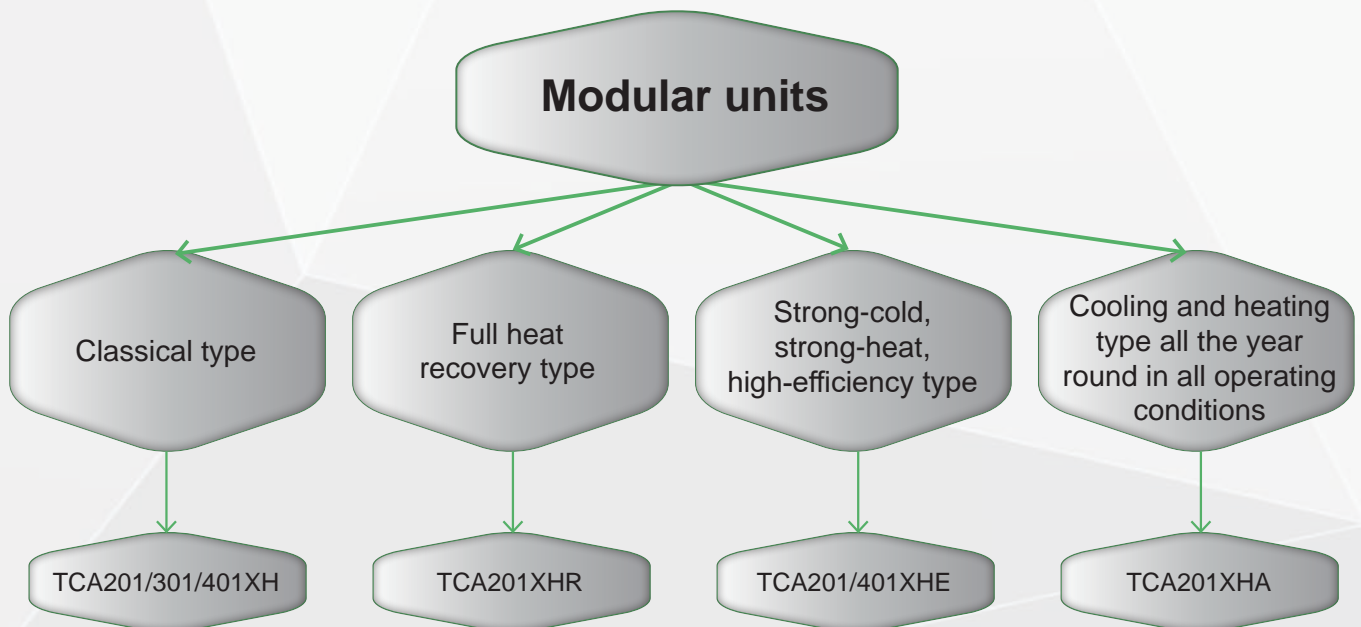 Modular units
Classical type
Full heat
recovery type
Strong-cold,
strong-heat,
high-efficiency type
Cooling and heating
type all the year
round in all operating
conditions
TCA201/301/401XH
TCA201XHR
TCA201/401XHE
TCA201XHA